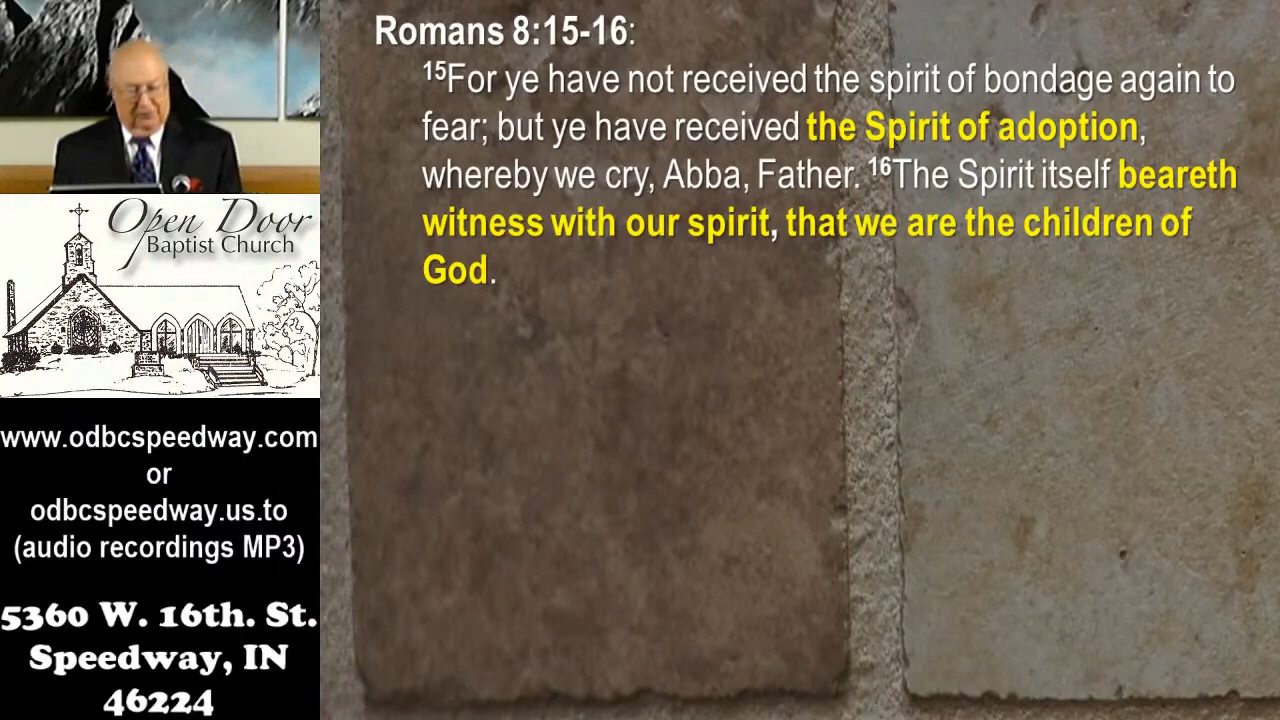 Romans 8:15-16:
15For ye have not received the spirit of bondage again to
fear; but ye have received the Spirit of adoption,
whereby we cry, Abba, Father. 16The Spirit itself beareth
witness with our spirit, that we are the children of
God.
Open Door
Baptist Church
www.odbcspeedway.com
or
odbcspeedway.us.to
(audio recordings MP3)
5360 W. 16th. St.
Speedway, IN
46224